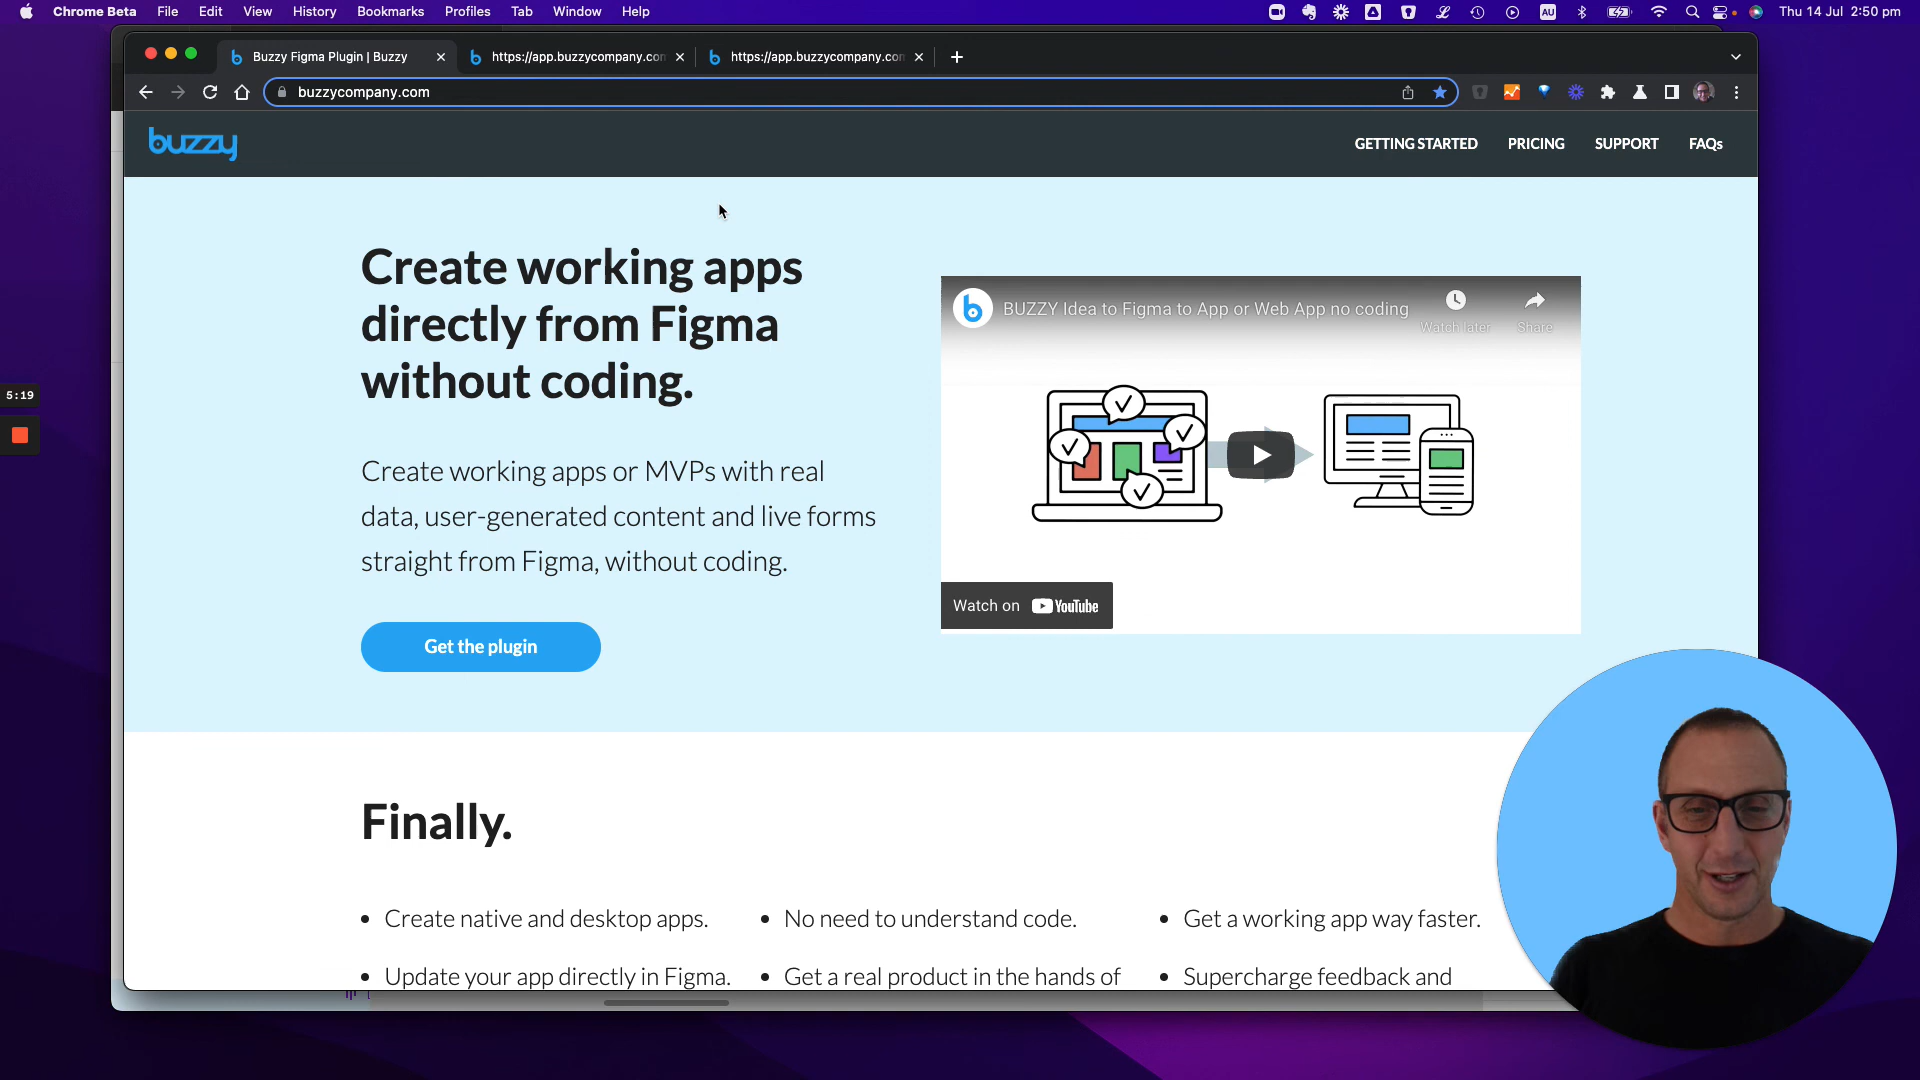 Chrome Beta File Edit View History Bookmarks Profiles Tab Window Help AU Thu 14 Jul 2:50 pm
Buzzy Figma Plugin | Buzzy https://app.buzzycompany.com https://app.buzzycompany.com
buzzycompany.com
buzzy GETTING STARTED PRICING SUPPORT FAQs
Create working apps
directly from Figma
without coding.
Create working apps or MVPs with real
data, user-generated content and live forms
straight from Figma, without coding.
Get the plugin
b BUZZY Idea to Figma to App or Web App no coding
Watch later Share
Watch on YouTube
5:19
Finally.
• Create native and desktop apps.
• Update your app directly in Figma.
• No need to understand code.
• Get a real product in the hands of
• Get a working app way faster.
• Supercharge feedback and